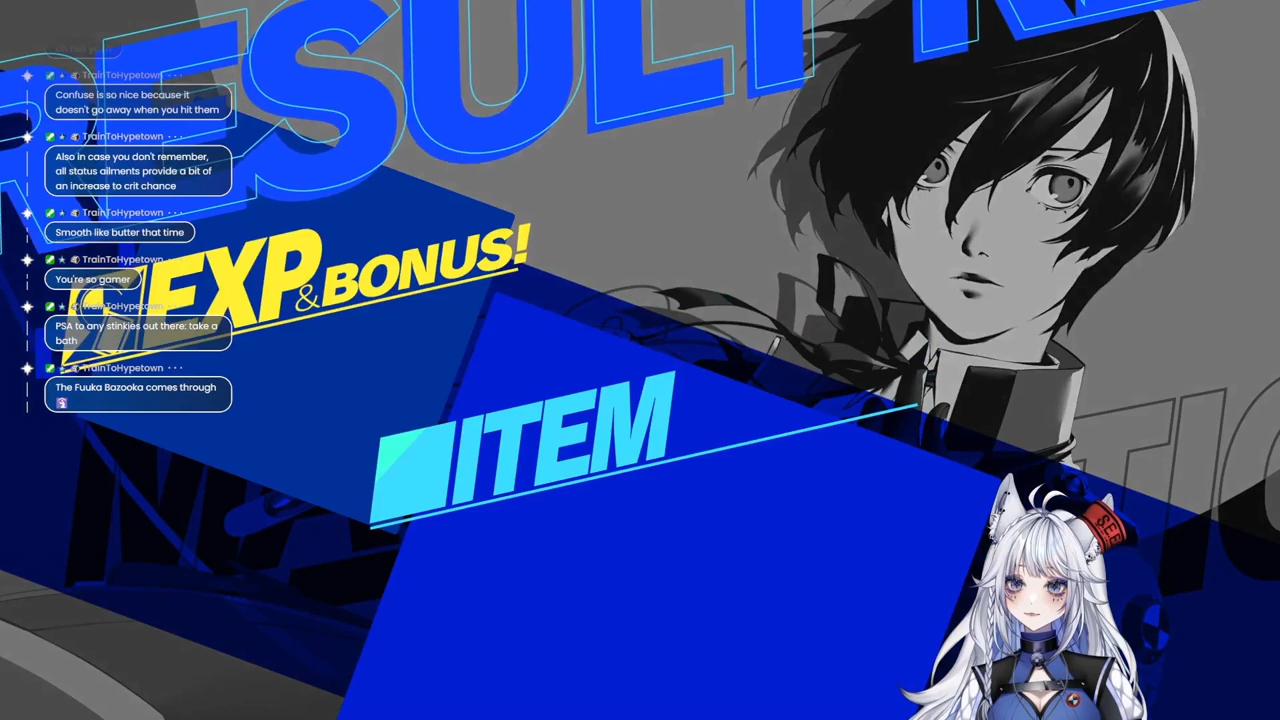 RESULT
TrainToHypetown
Confuse is so nice because it
doesn't go away when you hit them
TrainToHypetown
Also in case you don't remember,
all status ailments provide a bit of
an increase to crit chance
TrainToHypetown
Smooth like butter that time
TrainToHypetown
You're so gamer
TrainToHypetown
PSA to any stinkies out there: take a
bath
TrainToHypetown
The Fuuka Bazooka comes through
EXP & BONUS!
ITEM
SEES